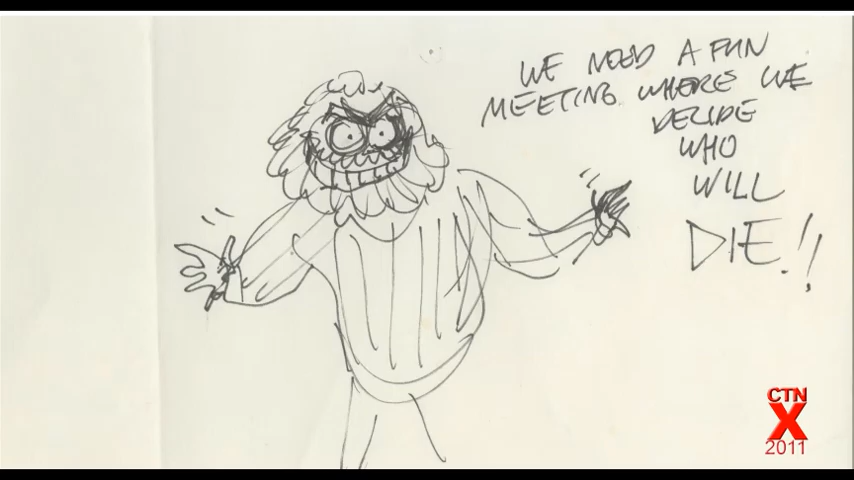 WE NEED A FUN
MEETING WHERE WE
DECIDE
WHO
WILL
DIE!!
CTN
X
2011